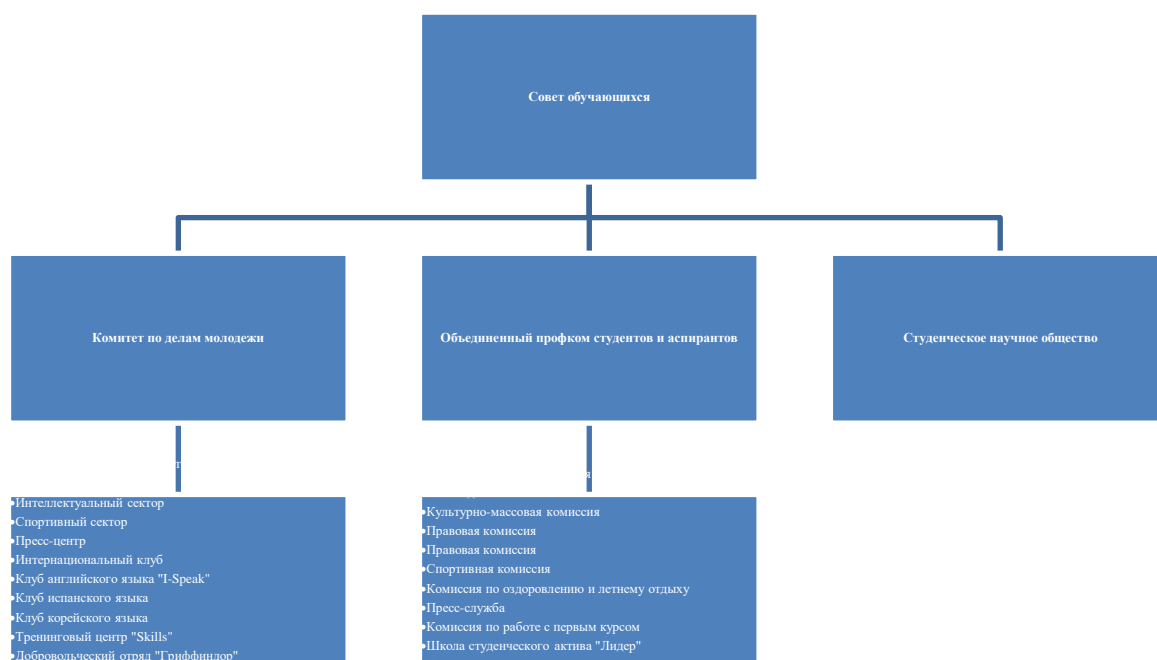 Совет обучающихся
Комитет по делам молодежи
Объединенный профком студентов и аспирантов
Студенческое научное общество
•Интеллектуальный сектор
•Спортивный сектор
•Пресс-центр
•Интернациональный клуб
•Клуб английского языка "I-Speak"
•Клуб испанского языка
•Клуб корейского языка
•Тренинговый центр "Skills"
•Добровольческий отряд "Гриффиндор"
•Культурно-массовая комиссия
•Правовая комиссия
•Правовая комиссия
•Спортивная комиссия
•Комиссия по оздоровлению и летнему отдыху
•Пресс-служба
•Комиссия по работе с первым курсом
•Школа студенческого актива "Лидер"